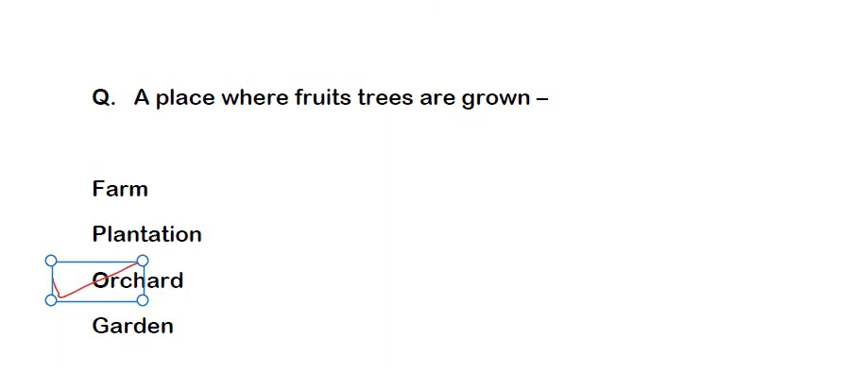 Q. A place where fruits trees are grown –
Farm
Plantation
Orchard
Garden